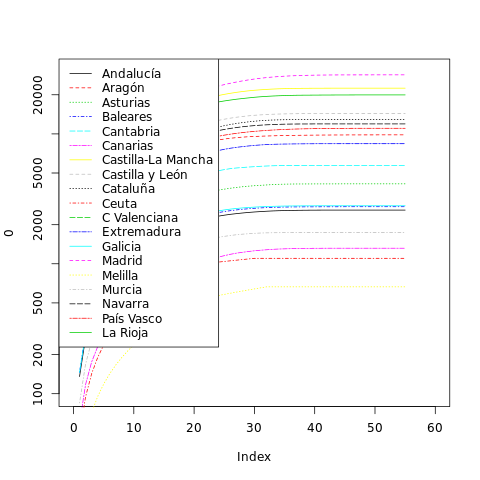 Andalucía
Aragón
Asturias
Baleares
Cantabria
Canarias
Castilla-La Mancha
Castilla y León
Cataluña
Ceuta
C Valenciana
Extremadura
Galicia
Madrid
Melilla
Murcia
Navarra
País Vasco
La Rioja
20000
5000
2000
500
200
100
0
0 10 20 30 40 50 60
Index